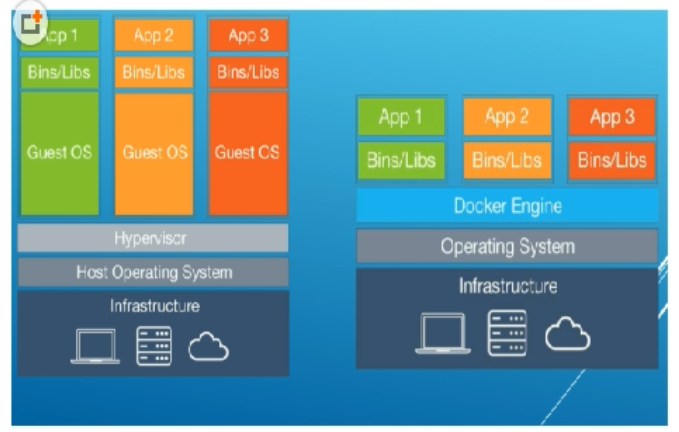 App 1 App 2 App 3
Bins/Libs Bins/Libs Bins/Libs
Guest OS Guest OS Guest OS
Hypervisor
Host Operating System
Infrastructure
App 1 App 2 App 3
Bins/Libs Bins/Libs Bins/Libs
Docker Engine
Operating System
Infrastructure